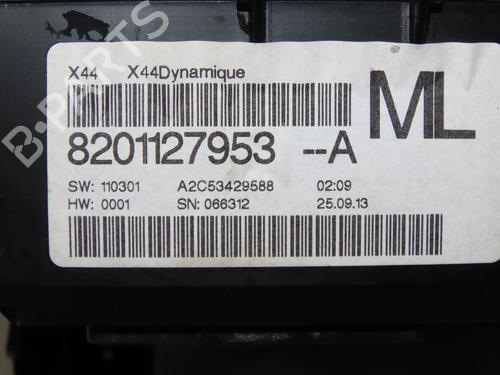 X44 X44Dynamique
ML
8201127953 --A
SW: 110301 A2C53429588 02:09
HW: 0001 SN: 066312 25.09.13
B-PARTS